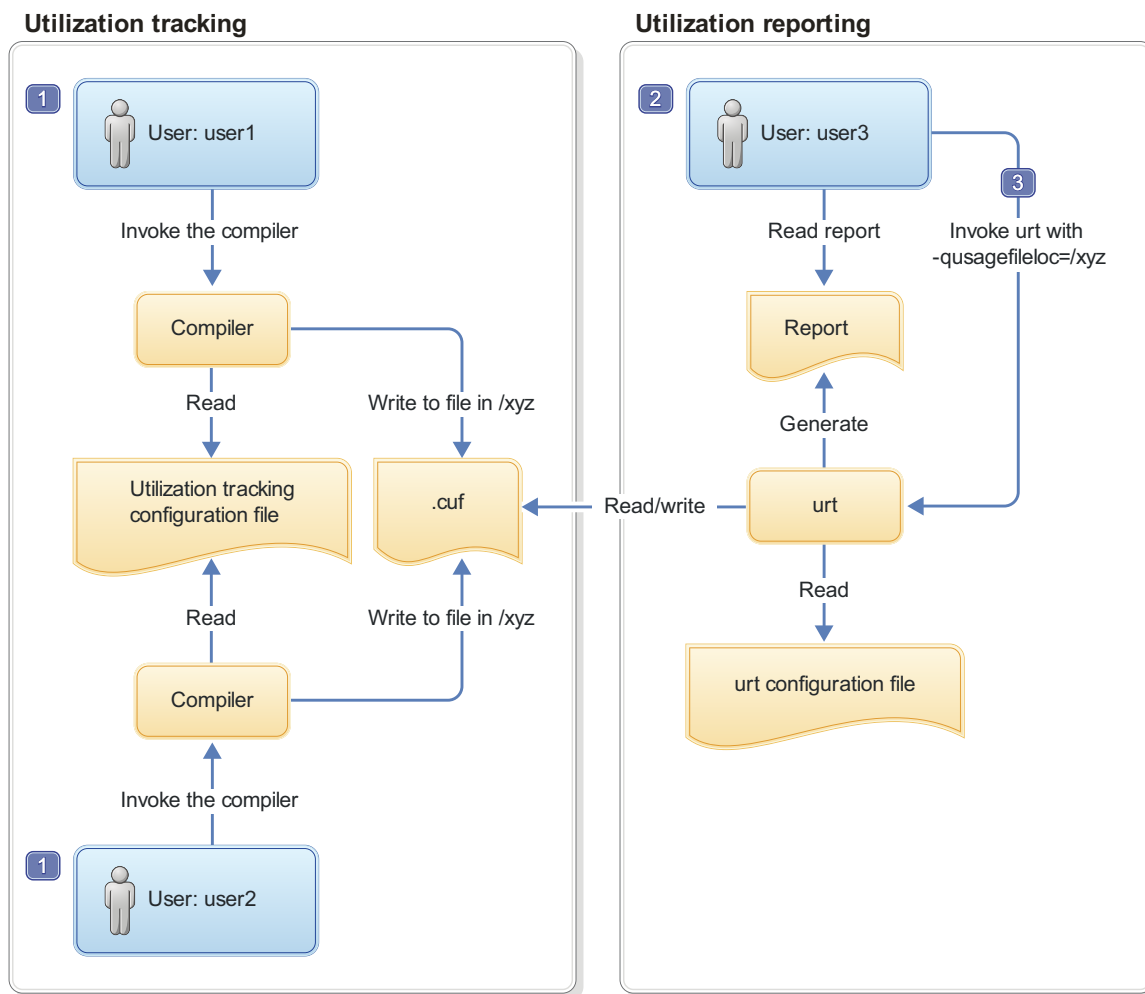 Utilization tracking
1
User: user1
Invoke the compiler
Compiler
Read
Write to file in /xyz
Utilization tracking
configuration file
.cuf
Read
Write to file in /xyz
Compiler
Invoke the compiler
1
User: user2
Utilization reporting
2
User: user3
3
Read report
Invoke urt with
-qusagefileloc=/xyz
Report
Generate
Read/write
urt
Read
urt configuration file